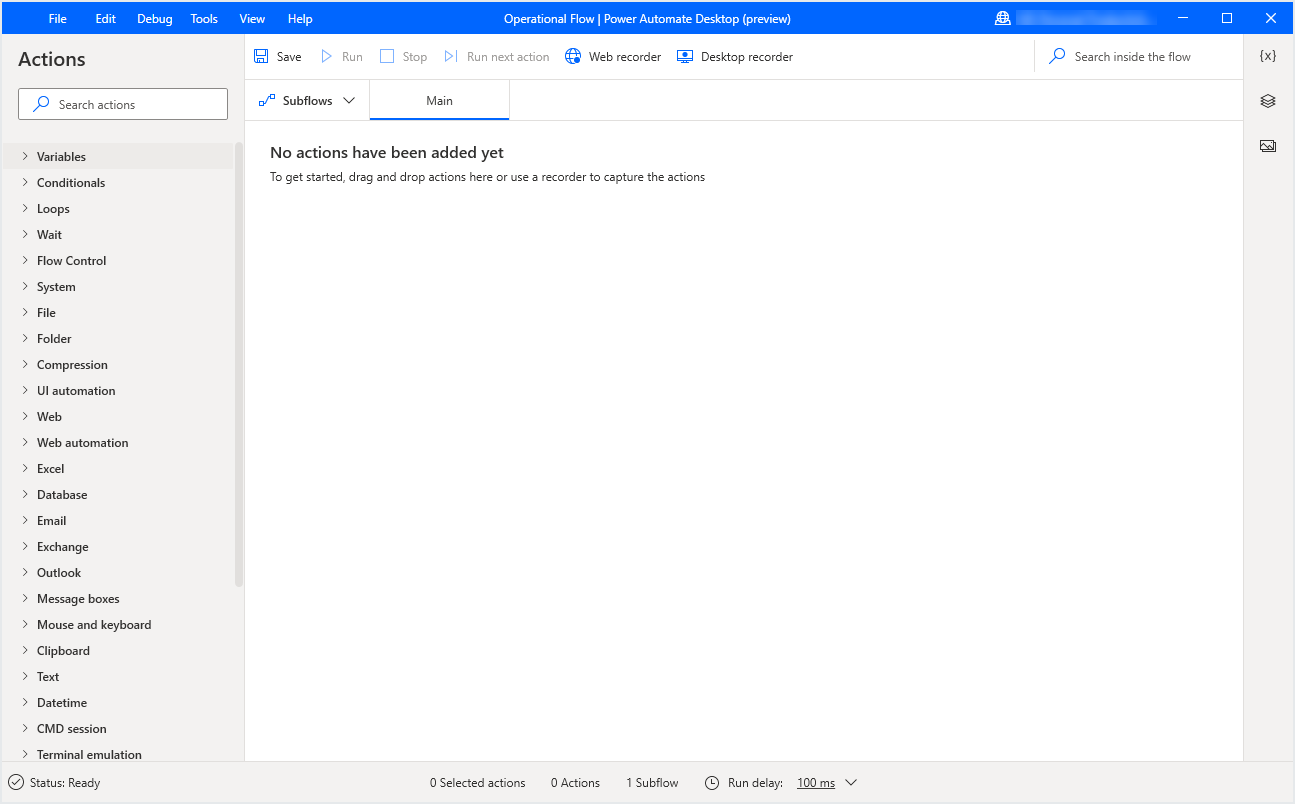 File Edit Debug Tools View Help Operational Flow | Power Automate Desktop (preview)
Actions
Save Run Stop Run next action Web recorder Desktop recorder Search inside the flow {x}
Search actions
Subflows Main
No actions have been added yet
To get started, drag and drop actions here or use a recorder to capture the actions
Variables
Conditionals
Loops
Wait
Flow Control
System
File
Folder
Compression
UI automation
Web
Web automation
Excel
Database
Email
Exchange
Outlook
Message boxes
Mouse and keyboard
Clipboard
Text
Datetime
CMD session
Terminal emulation
Status: Ready 0 Selected actions 0 Actions 1 Subflow Run delay: 100 ms